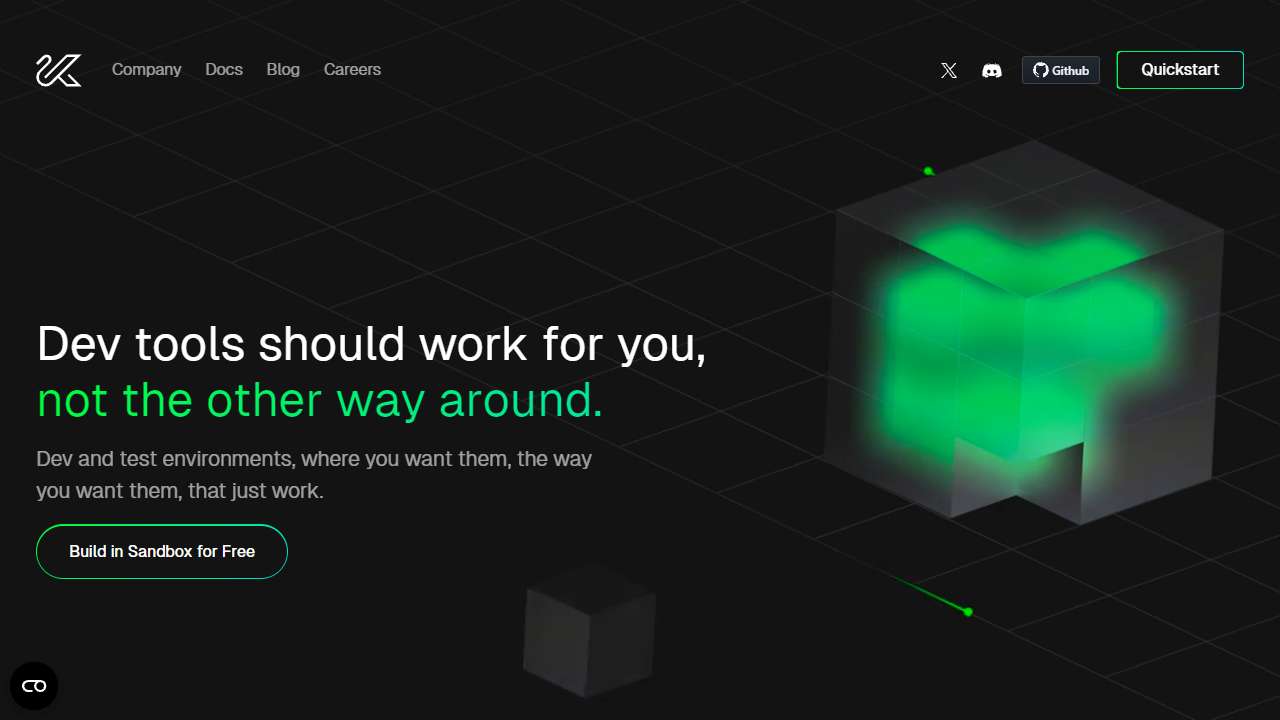 Company Docs Blog Careers Github Quickstart
Dev tools should work for you,
not the other way around.
Dev and test environments, where you want them, the way
you want them, that just work.
Build in Sandbox for Free